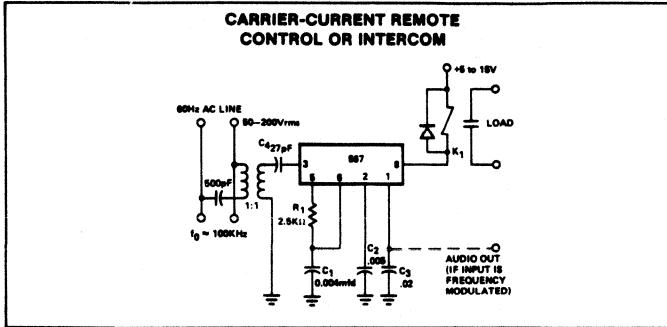 CARRIER-CURRENT REMOTE
CONTROL OR INTERCOM
+5 to 15V
60Hz AC LINE
50–200Vrms
LOAD
C4
27pF
567
3
8
K1
500pF
5
6
2
1
1:1
R1
2.5KΩ
f0 ≈ 100KHz
C1
0.004mfd
C2
.005
C3
.02
AUDIO OUT
(IF INPUT IS
FREQUENCY
MODULATED)